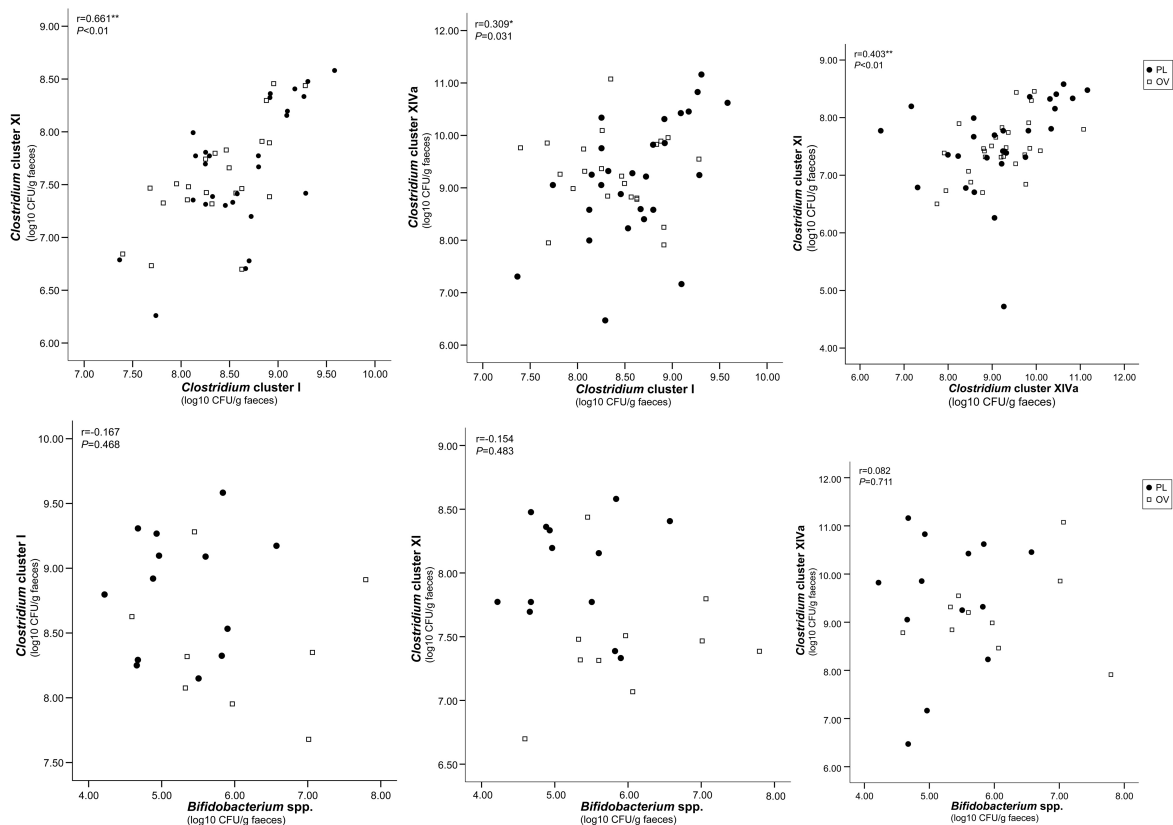 r=0.661**
P<0.01
9.00
8.50
8.00
7.50
7.00
6.50
6.00
Clostridium cluster XI
(log10 CFU/g faeces)
7.00 7.50 8.00 8.50 9.00 9.50 10.00
Clostridium cluster I
(log10 CFU/g faeces)
r=0.309*
P=0.031
12.00
11.00
10.00
9.00
8.00
7.00
6.00
Clostridium cluster XIVa
(log10 CFU/g faeces)
7.00 7.50 8.00 8.50 9.00 9.50 10.00
Clostridium cluster I
(log10 CFU/g faeces)
r=0.403**
P<0.01
9.00
8.00
7.00
6.00
5.00
4.00
Clostridium cluster XI
(log10 CFU/g faeces)
6.00 7.00 8.00 9.00 10.00 11.00 12.00
Clostridium cluster XIVa
(log10 CFU/g faeces)
PL
OV
r=-0.167
P=0.468
10.00
9.50
9.00
8.50
8.00
7.50
Clostridium cluster I
(log10 CFU/g faeces)
4.00 5.00 6.00 7.00 8.00
Bifidobacterium spp.
(log10 CFU/g faeces)
r=-0.154
P=0.483
9.00
8.50
8.00
7.50
7.00
6.50
Clostridium cluster XI
(log10 CFU/g faeces)
4.00 5.00 6.00 7.00 8.00
Bifidobacterium spp.
(log10 CFU/g faeces)
r=0.082
P=0.711
12.00
11.00
10.00
9.00
8.00
7.00
6.00
Clostridium cluster XIVa
(log10 CFU/g faeces)
4.00 5.00 6.00 7.00 8.00
Bifidobacterium spp.
(log10 CFU/g faeces)
PL
OV